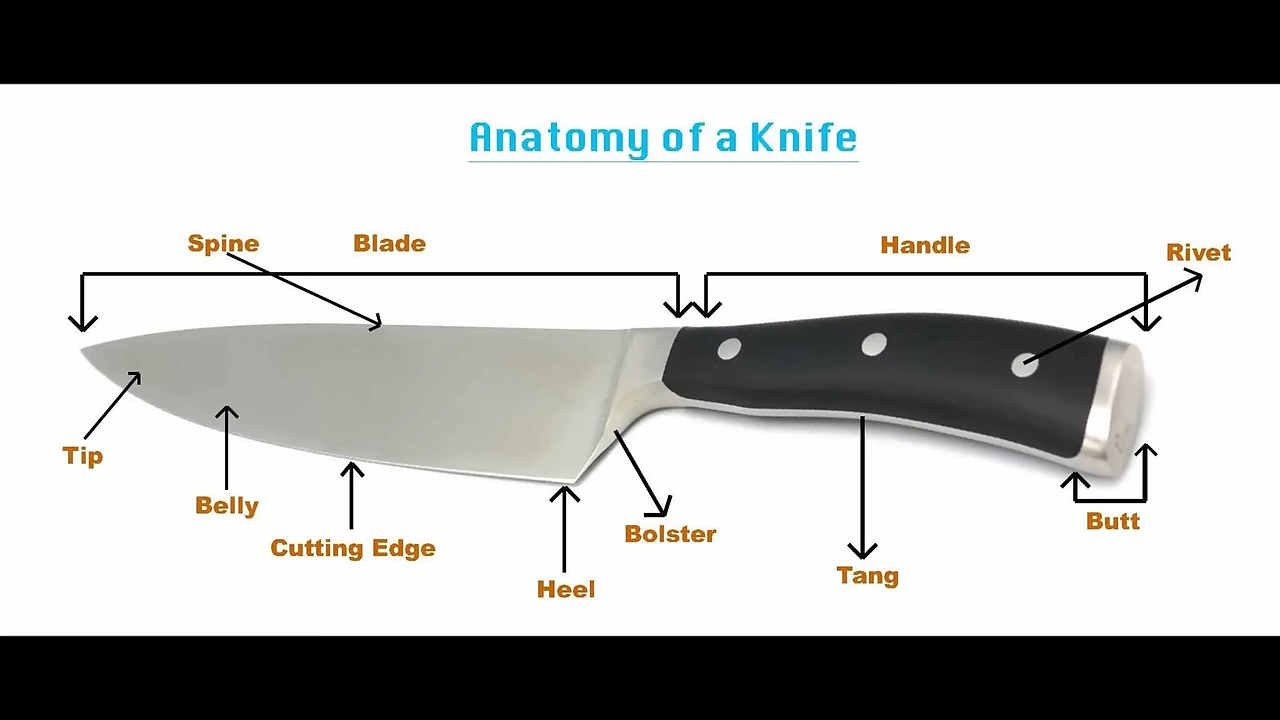 Anatomy of a Knife
Spine
Blade
Handle
Rivet
Tip
Belly
Cutting Edge
Heel
Bolster
Tang
Butt